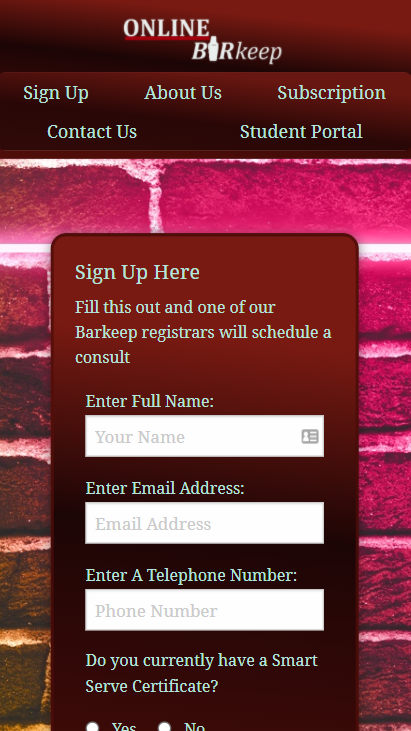 ONLINE
BARkeep
Sign Up About Us Subscription
Contact Us Student Portal
Sign Up Here
Fill this out and one of our
Barkeep registrars will schedule a
consult
Enter Full Name:
Your Name
Enter Email Address:
Email Address
Enter A Telephone Number:
Phone Number
Do you currently have a Smart
Serve Certificate?
Yes No